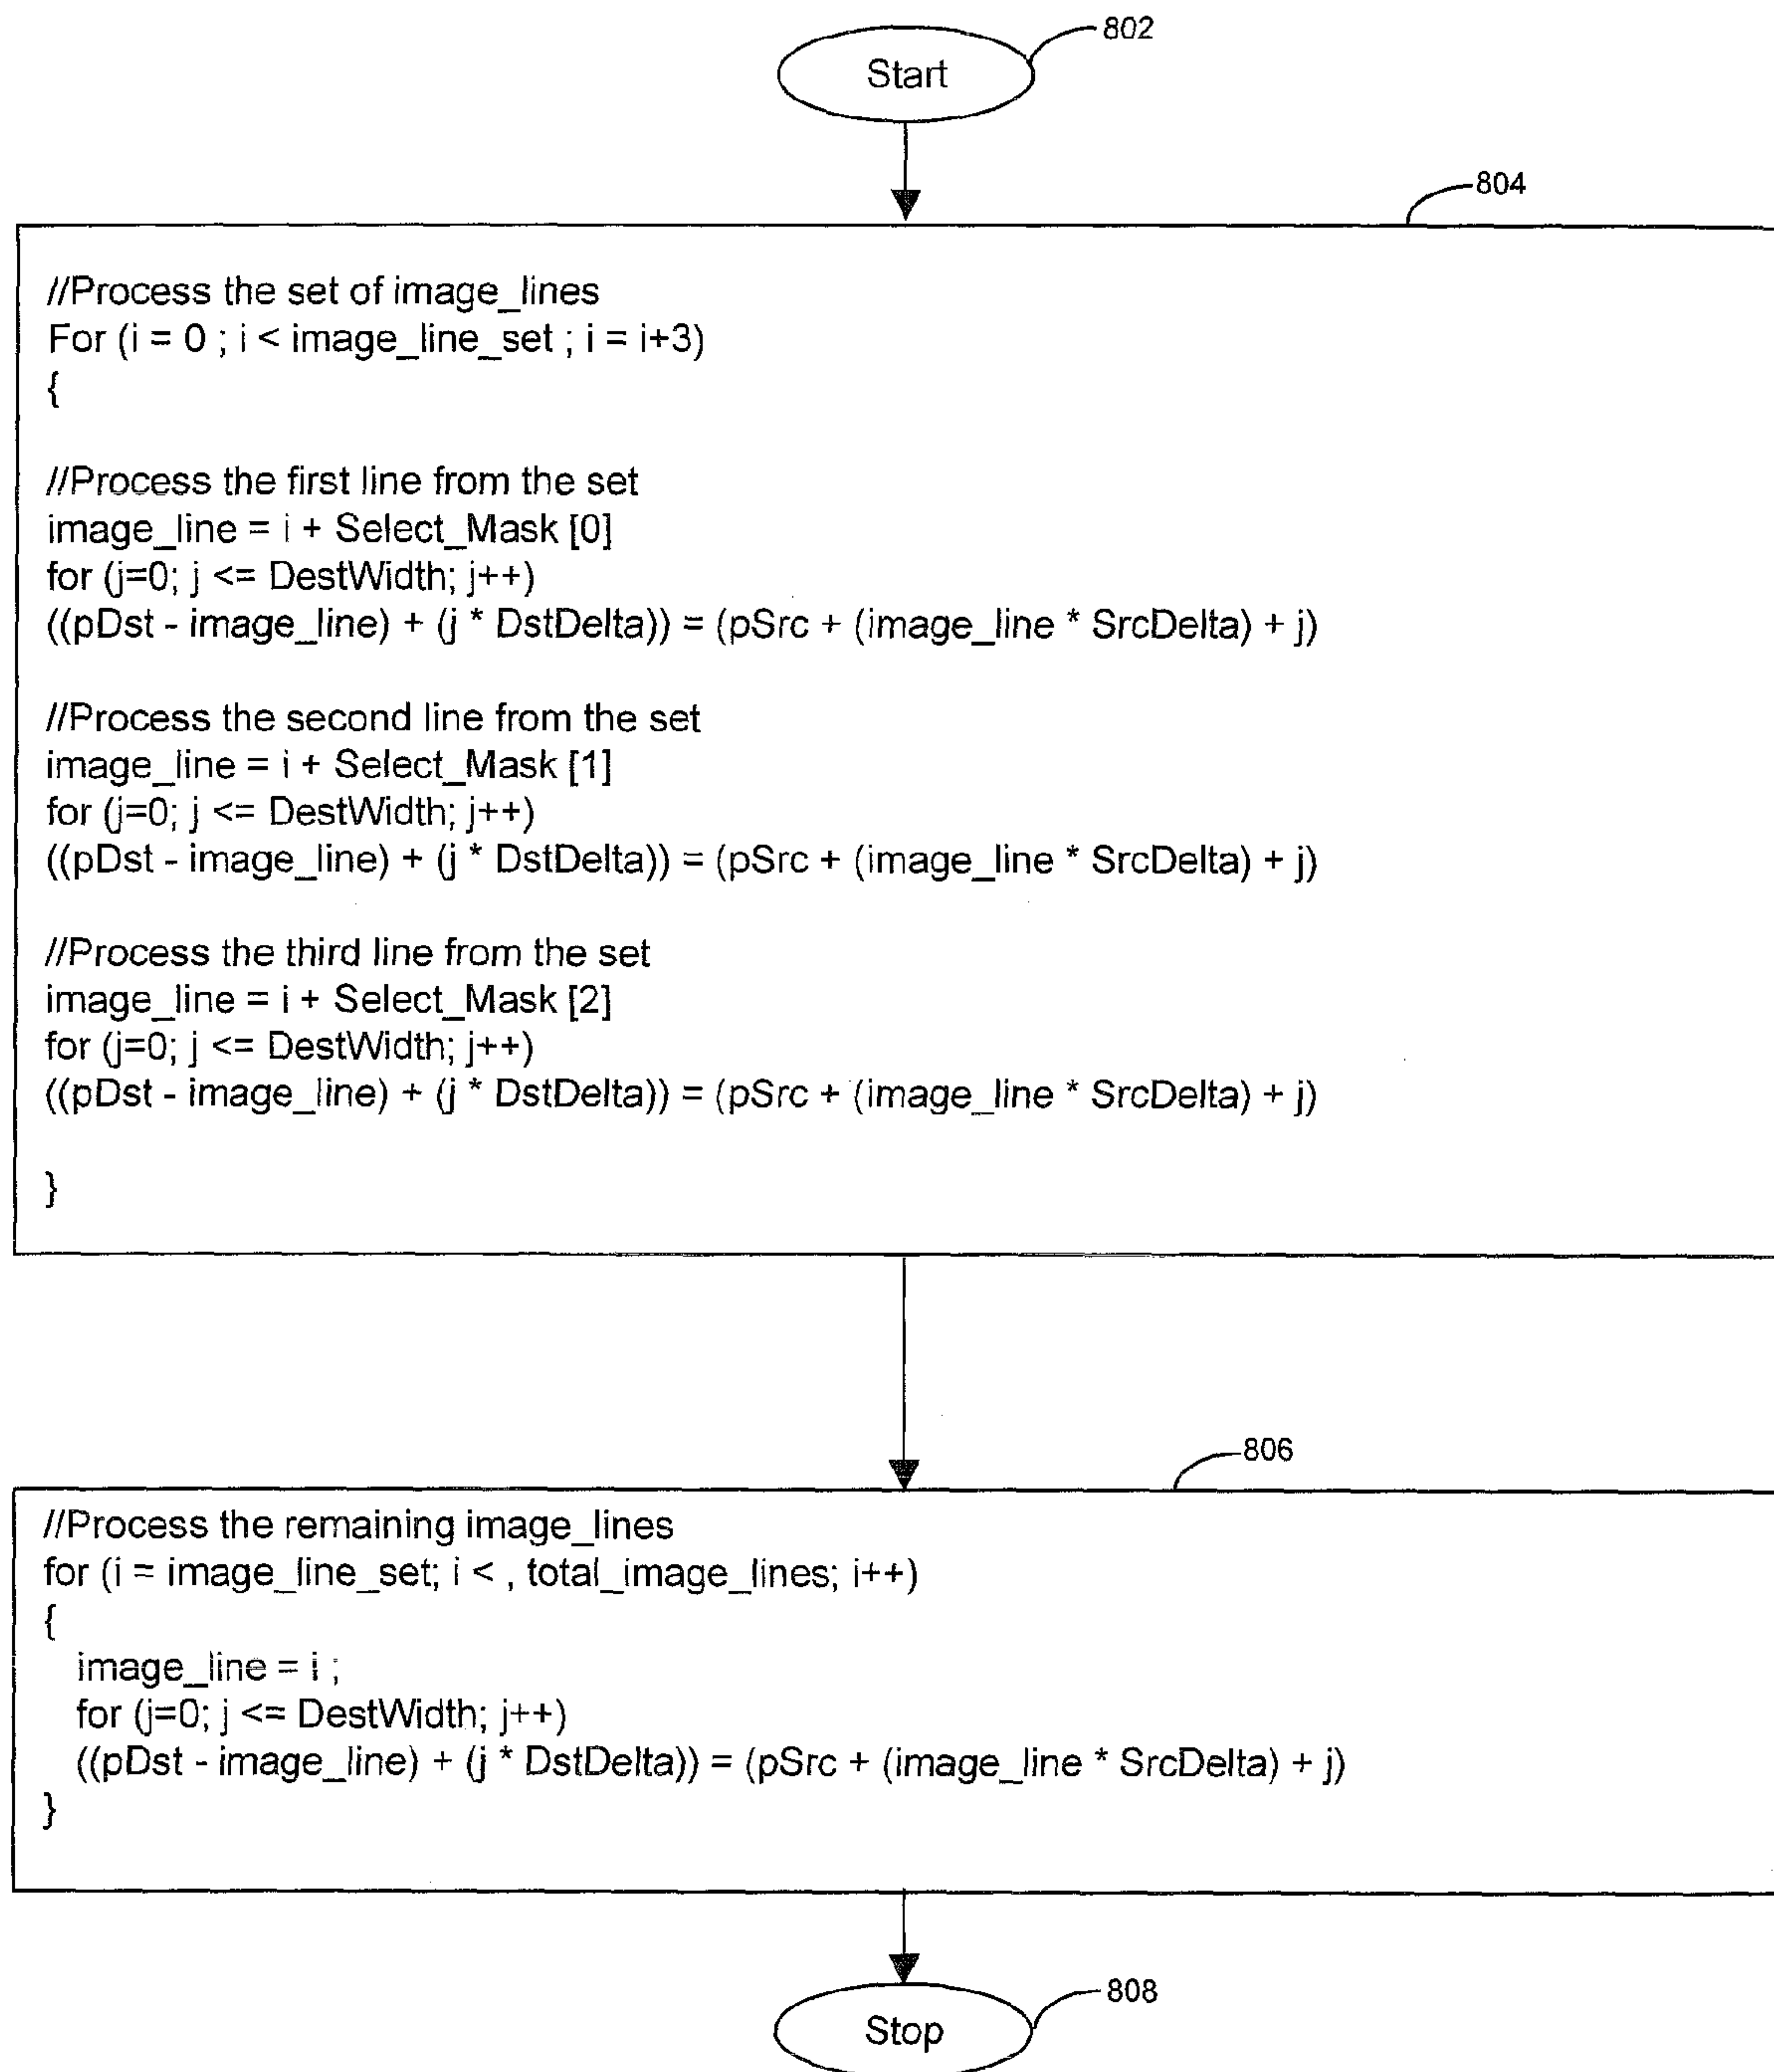 802
Start
804
//Process the set of image_lines
For (i = 0 ; i < image_line_set ; i = i+3)
{
//Process the first line from the set
image_line = i + Select_Mask [0]
for (j=0; j <= DestWidth; j++)
((pDst - image_line) + (j * DstDelta)) = (pSrc + (image_line * SrcDelta) + j)
//Process the second line from the set
image_line = i + Select_Mask [1]
for (j=0; j <= DestWidth; j++)
((pDst - image_line) + (j * DstDelta)) = (pSrc + (image_line * SrcDelta) + j)
//Process the third line from the set
image_line = i + Select_Mask [2]
for (j=0; j <= DestWidth; j++)
((pDst - image_line) + (j * DstDelta)) = (pSrc + (image_line * SrcDelta) + j)
}
806
//Process the remaining image_lines
for (i = image_line_set; i < , total_image_lines; i++)
{
image_line = i ;
for (j=0; j <= DestWidth; j++)
((pDst - image_line) + (j * DstDelta)) = (pSrc + (image_line * SrcDelta) + j)
}
808
Stop